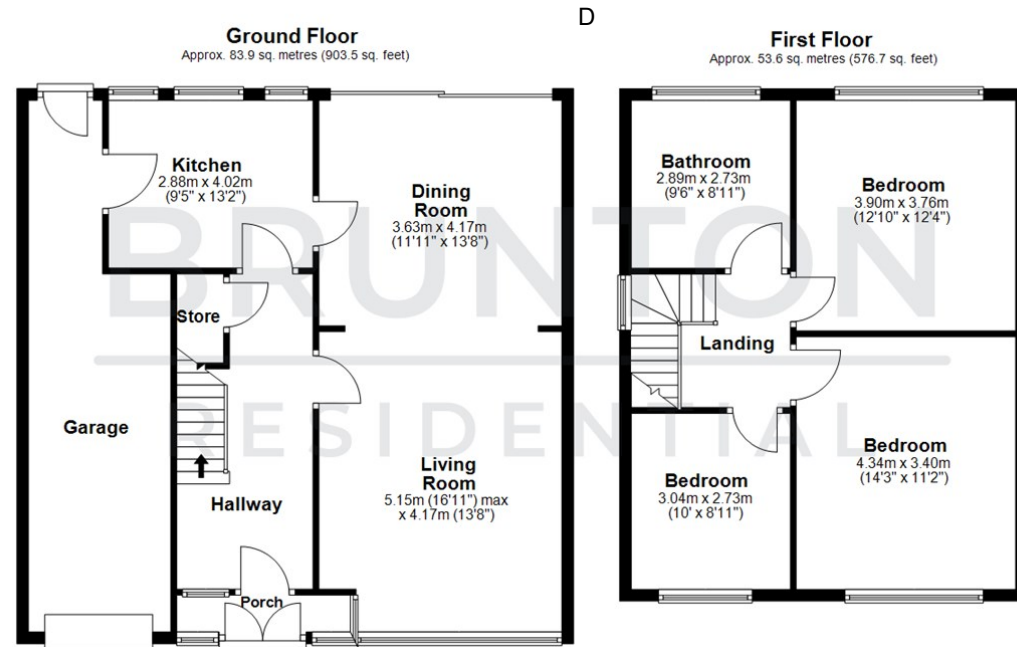 D
Ground Floor
Approx. 83.9 sq. metres (903.5 sq. feet)
Kitchen
2.88m x 4.02m
(9'5" x 13'2")
Dining
Room
3.63m x 4.17m
(11'11" x 13'8")
Store
Garage
Hallway
Living
Room
5.15m (16'11") max
x 4.17m (13'8")
Porch
First Floor
Approx. 53.6 sq. metres (576.7 sq. feet)
Bathroom
2.89m x 2.73m
(9'6" x 8'11")
Bedroom
3.90m x 3.76m
(12'10" x 12'4")
Landing
Bedroom
3.04m x 2.73m
(10' x 8'11")
Bedroom
4.34m x 3.40m
(14'3" x 11'2")
BRUNTON
RESIDENTIAL